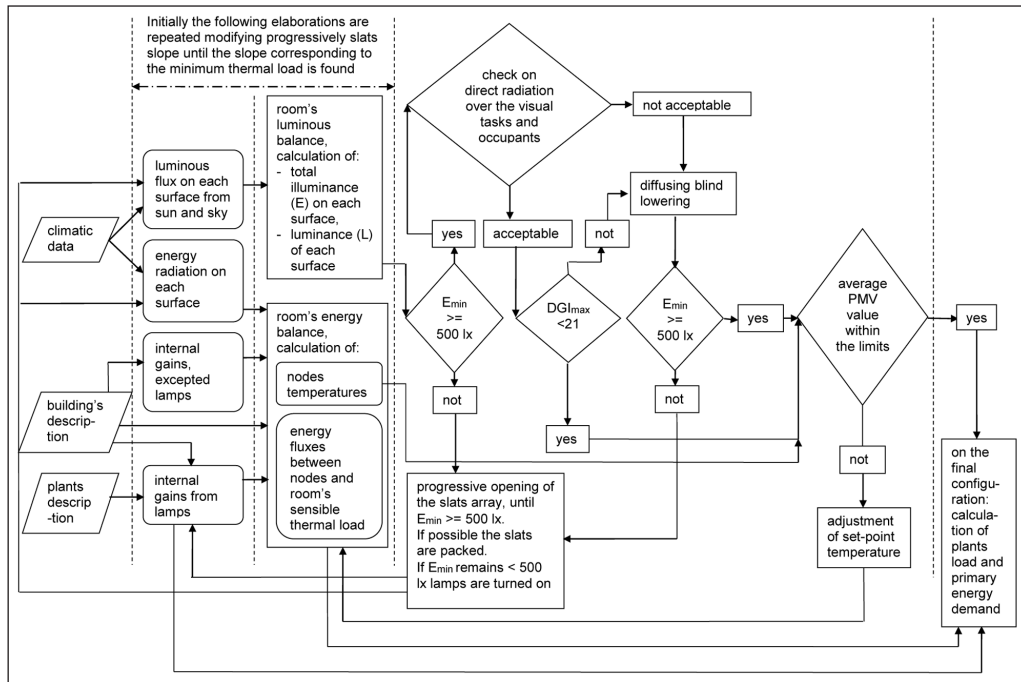 Initially the following elaborations are
repeated modifying progressively slats
slope until the slope corresponding to
the minimum thermal load is found
climatic
data
building's
descrip-
tion
plants
descrip
-tion
luminous
flux on each
surface from
sun and sky
energy
radiation on
each
surface
internal
gains,
excepted
lamps
internal
gains from
lamps
room's
luminous
balance,
calculation of:
- total
illuminance
(E) on each
surface,
- luminance (L)
of each
surface
room's energy
balance,
calculation of:
nodes
temperatures
energy
fluxes
between
nodes and
room's
sensible
thermal load
check on
direct radiation
over the visual
tasks and
occupants
not acceptable
yes
acceptable
not
diffusing blind
lowering
Emin
>=
500 lx
DGImax
<21
Emin
>=
500 lx
yes
not
yes
not
progressive opening
of the slats array, until
Emin >= 500 lx.
If possible the slats
are packed.
If Emin remains < 500
lx lamps are turned on
average
PMV
value
within
the limits
yes
not
adjustment
of set-point
temperature
on the
final
configu-
ration:
calcula-
tion of
plants
load and
primary
energy
demand